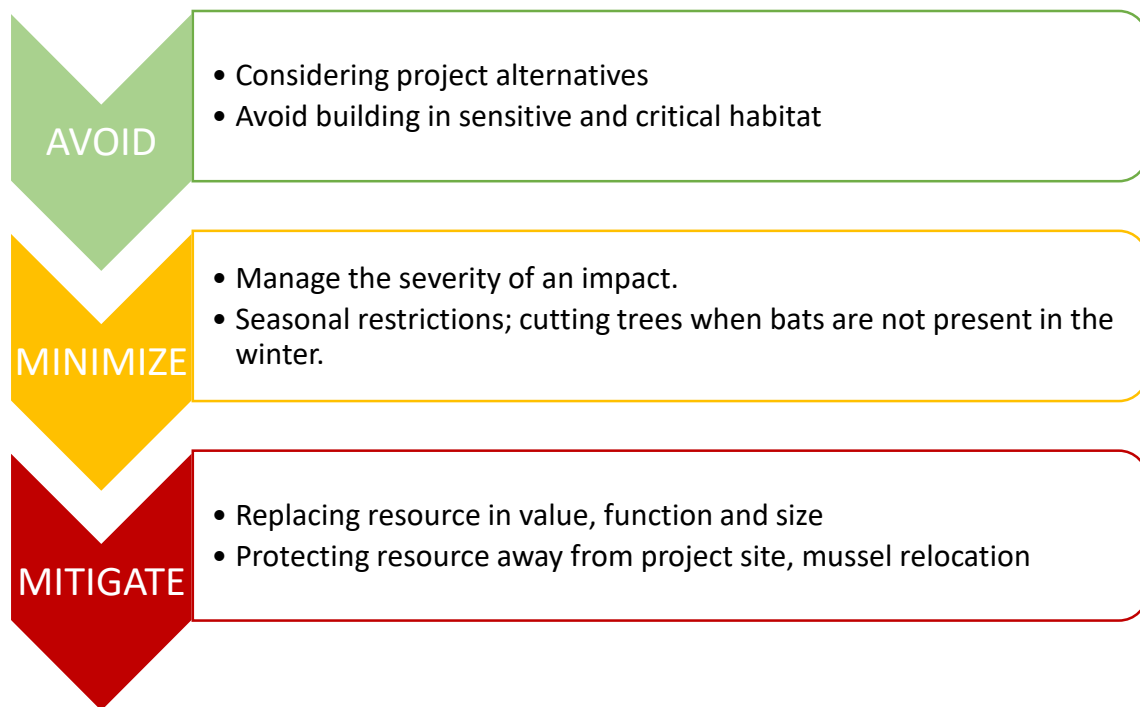 AVOID
• Considering project alternatives
• Avoid building in sensitive and critical habitat
MINIMIZE
• Manage the severity of an impact.
• Seasonal restrictions; cutting trees when bats are not present in the
winter.
MITIGATE
• Replacing resource in value, function and size
• Protecting resource away from project site, mussel relocation